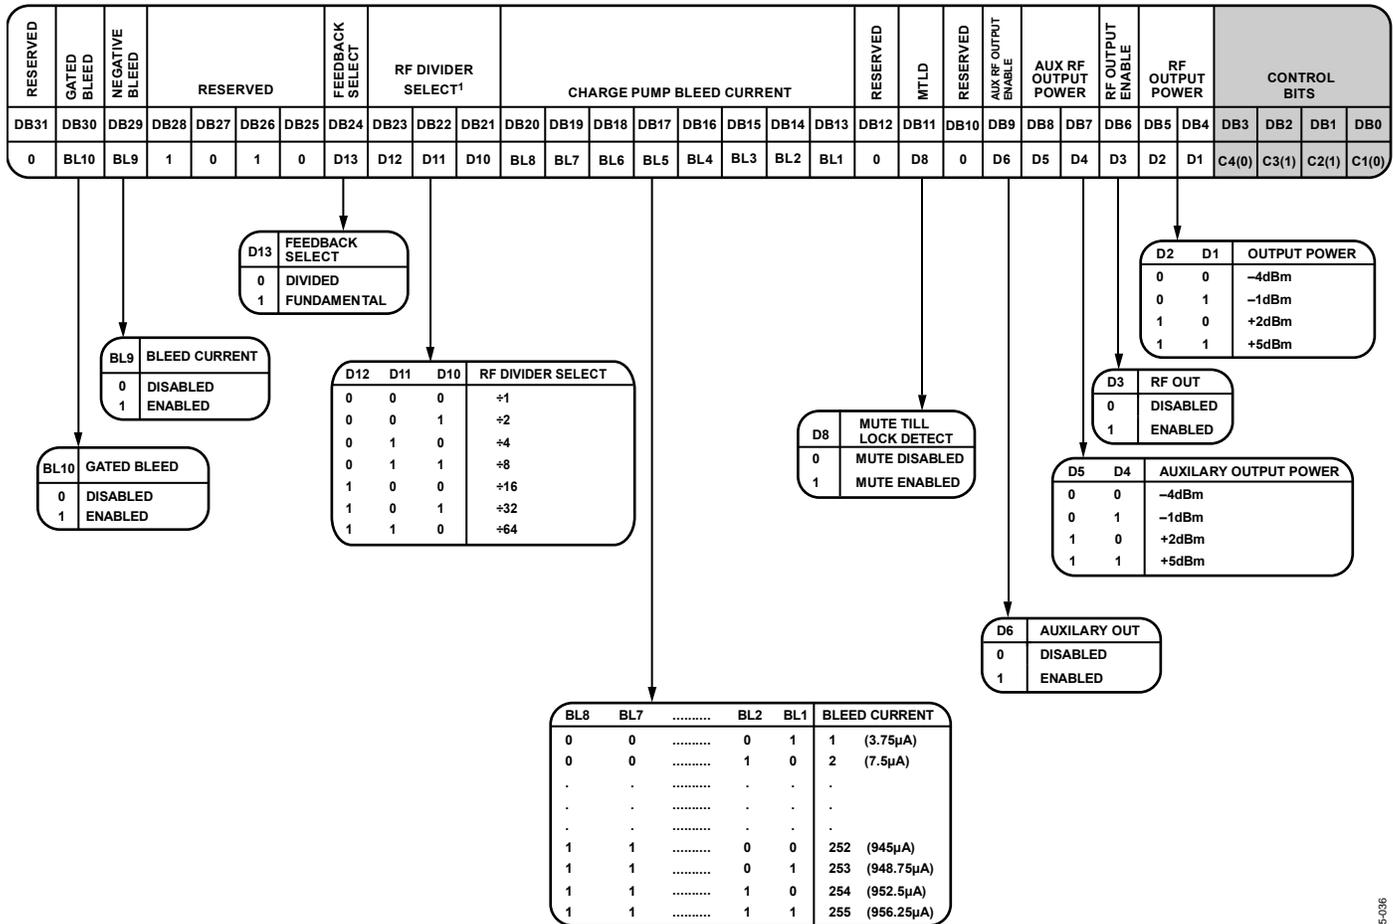 RESERVED
GATED
BLEED
NEGATIVE
BLEED
RESERVED
FEEDBACK
SELECT
RF DIVIDER
SELECT1
CHARGE PUMP BLEED CURRENT
RESERVED
MTLD
RESERVED
AUX RF OUTPUT
ENABLE
AUX RF
OUTPUT
POWER
RF OUTPUT
ENABLE
RF
OUTPUT
POWER
CONTROL
BITS
DB31 DB30 DB29 DB28 DB27 DB26 DB25 DB24 DB23 DB22 DB21 DB20 DB19 DB18 DB17 DB16 DB15 DB14 DB13 DB12 DB11 DB10 DB9 DB8 DB7 DB6 DB5 DB4 DB3 DB2 DB1 DB0
0 BL10 BL9 1 0 1 0 D13 D12 D11 D10 BL8 BL7 BL6 BL5 BL4 BL3 BL2 BL1 0 D8 0 D6 D5 D4 D3 D2 D1 C4(0) C3(1) C2(1) C1(0)
D13 FEEDBACK
SELECT
0 DIVIDED
1 FUNDAMENTAL
D2 D1 OUTPUT POWER
0 0 –4dBm
0 1 –1dBm
1 0 +2dBm
1 1 +5dBm
BL9 BLEED CURRENT
0 DISABLED
1 ENABLED
D12 D11 D10 RF DIVIDER SELECT
0 0 0 ÷1
0 0 1 ÷2
0 1 0 ÷4
0 1 1 ÷8
1 0 0 ÷16
1 0 1 ÷32
1 1 0 ÷64
D3 RF OUT
0 DISABLED
1 ENABLED
D8 MUTE TILL
LOCK DETECT
0 MUTE DISABLED
1 MUTE ENABLED
BL10 GATED BLEED
0 DISABLED
1 ENABLED
D5 D4 AUXILARY OUTPUT POWER
0 0 –4dBm
0 1 –1dBm
1 0 +2dBm
1 1 +5dBm
D6 AUXILARY OUT
0 DISABLED
1 ENABLED
BL8 BL7 .......... BL2 BL1 BLEED CURRENT
0 0 .......... 0 1 1 (3.75µA)
0 0 .......... 1 0 2 (7.5µA)
. . .......... . . .
. . .......... . . .
. . .......... . . .
1 1 .......... 0 0 252 (945µA)
1 1 .......... 0 1 253 (948.75µA)
1 1 .......... 1 0 254 (952.5µA)
1 1 .......... 1 1 255 (956.25µA)